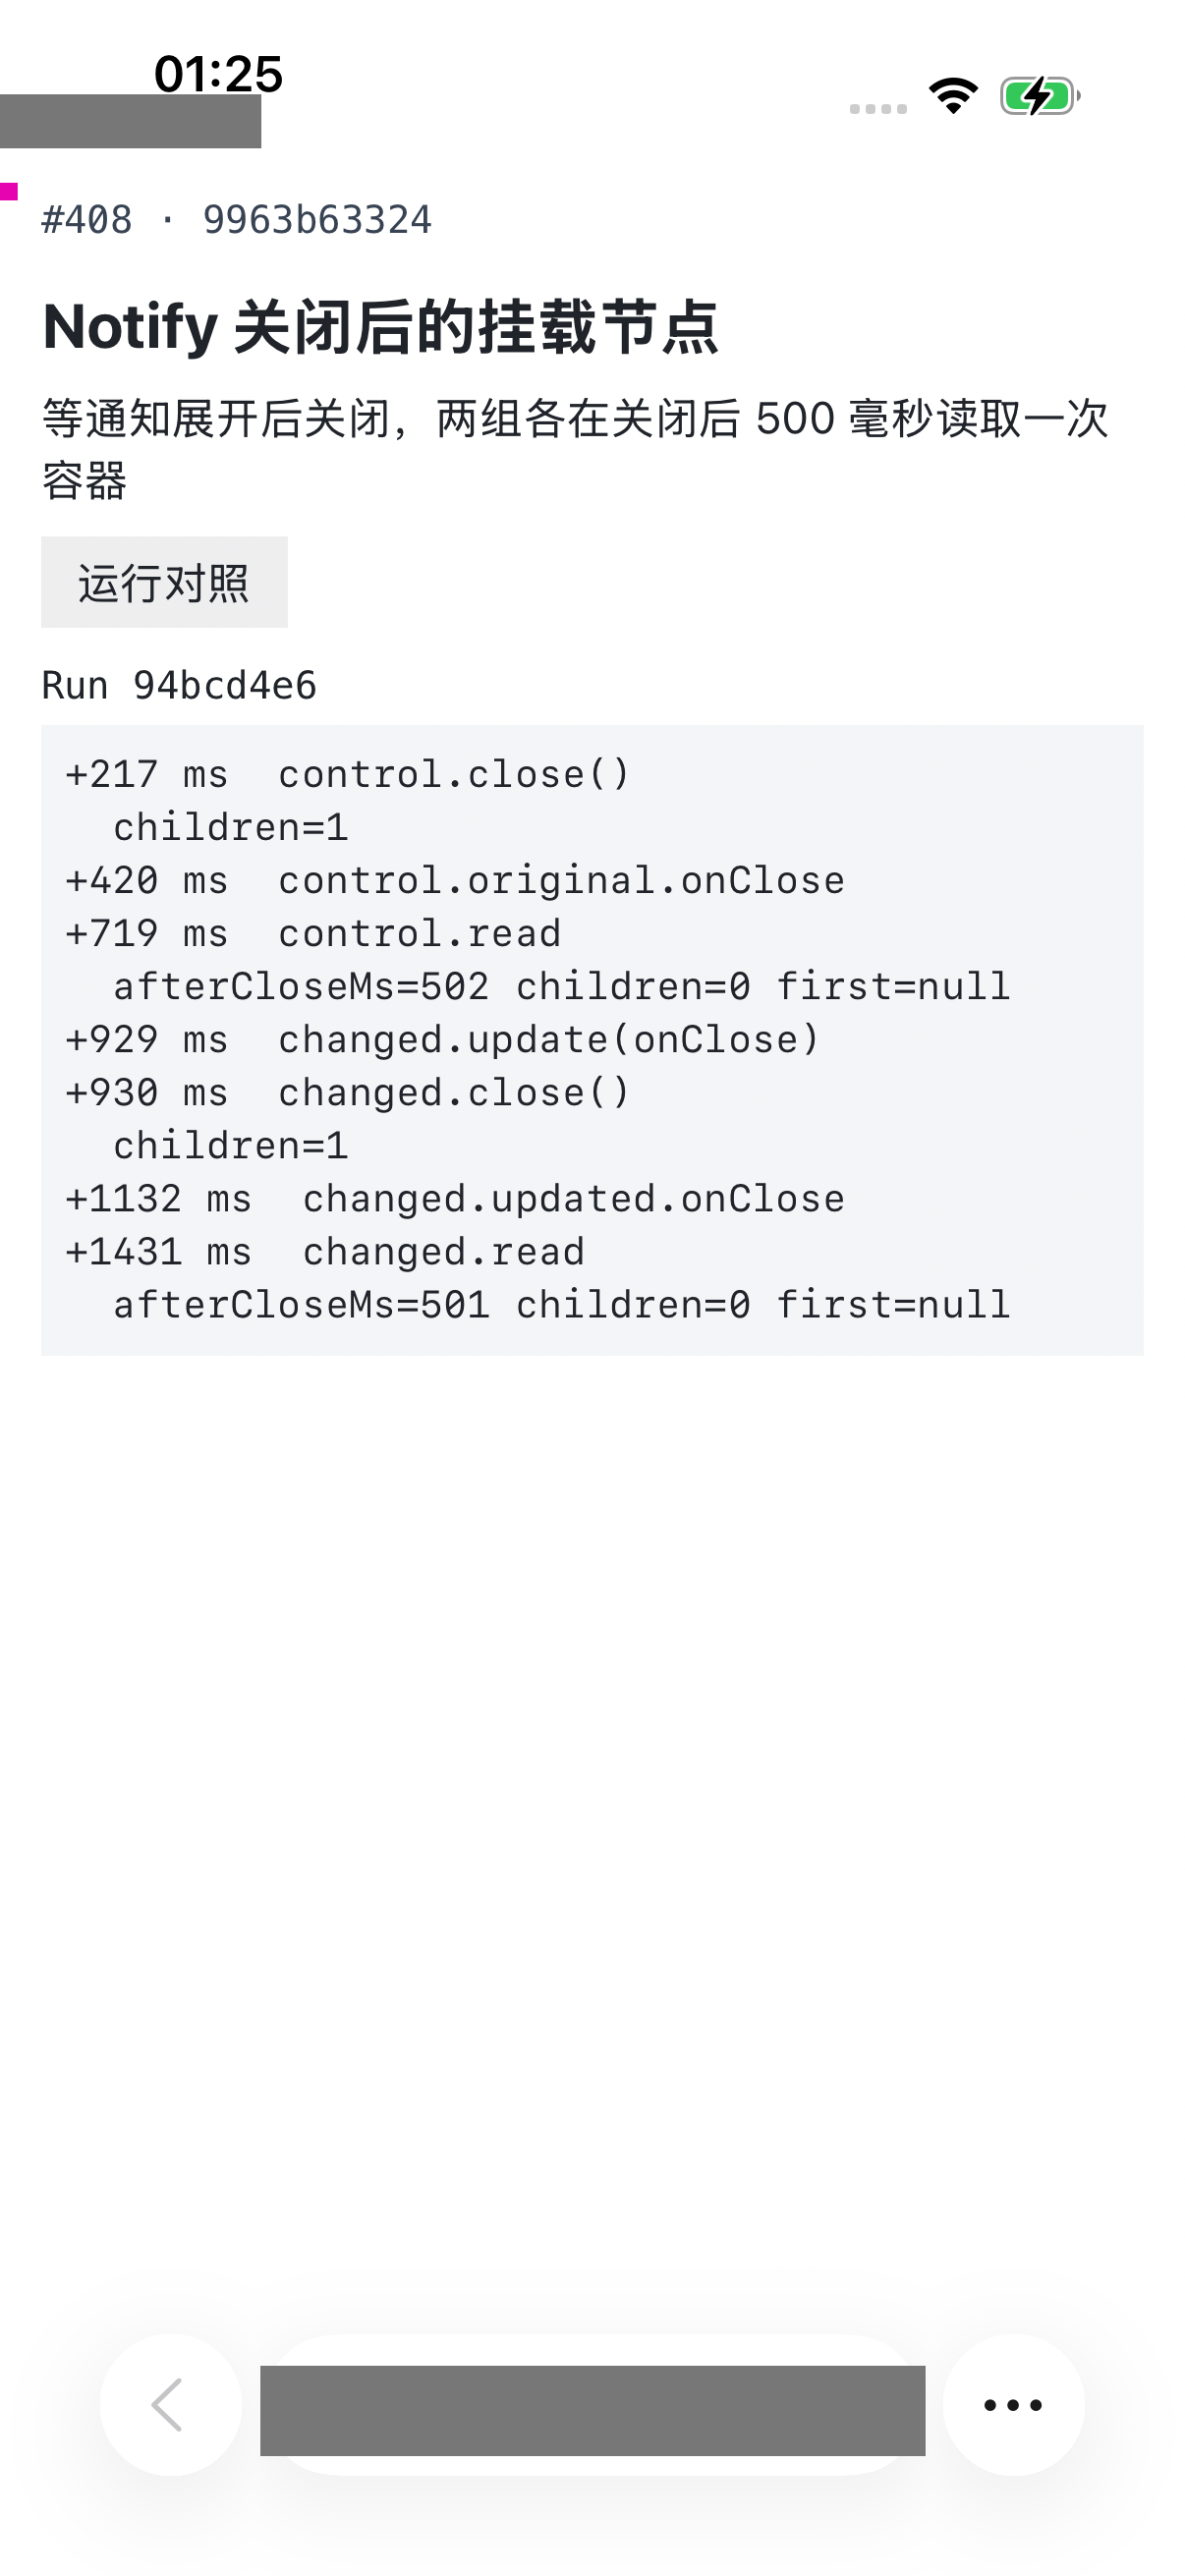 01:25
#408 · 9963b63324
Notify 关闭后的挂载节点
等通知展开后关闭，两组各在关闭后 500 毫秒读取一次
容器
运行对照
Run 94bcd4e6
+217 ms  control.close()
  children=1
+420 ms  control.original.onClose
+719 ms  control.read
  afterCloseMs=502 children=0 first=null
+929 ms  changed.update(onClose)
+930 ms  changed.close()
  children=1
+1132 ms  changed.updated.onClose
+1431 ms  changed.read
  afterCloseMs=501 children=0 first=null